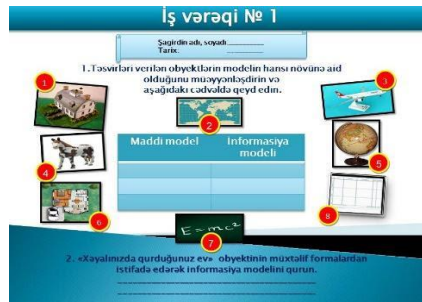 İş vərəqi № 1
Şagirdin adı, soyadı
Tarix:
1.Təsvirləri verilən obyektlərin modelin hansı növünə aid
olduğunu müəyyənləşdirin və
aşağıdakı cədvəldə qeyd edin.
1
3
2
Maddi model
İnformasiya
modeli
4
5
6
8
E=mc²
7
2. «Xəyalınızda qurduğunuz ev» obyektinin müxtəlif formalardan
istifadə edərək informasiya modelini qurun.